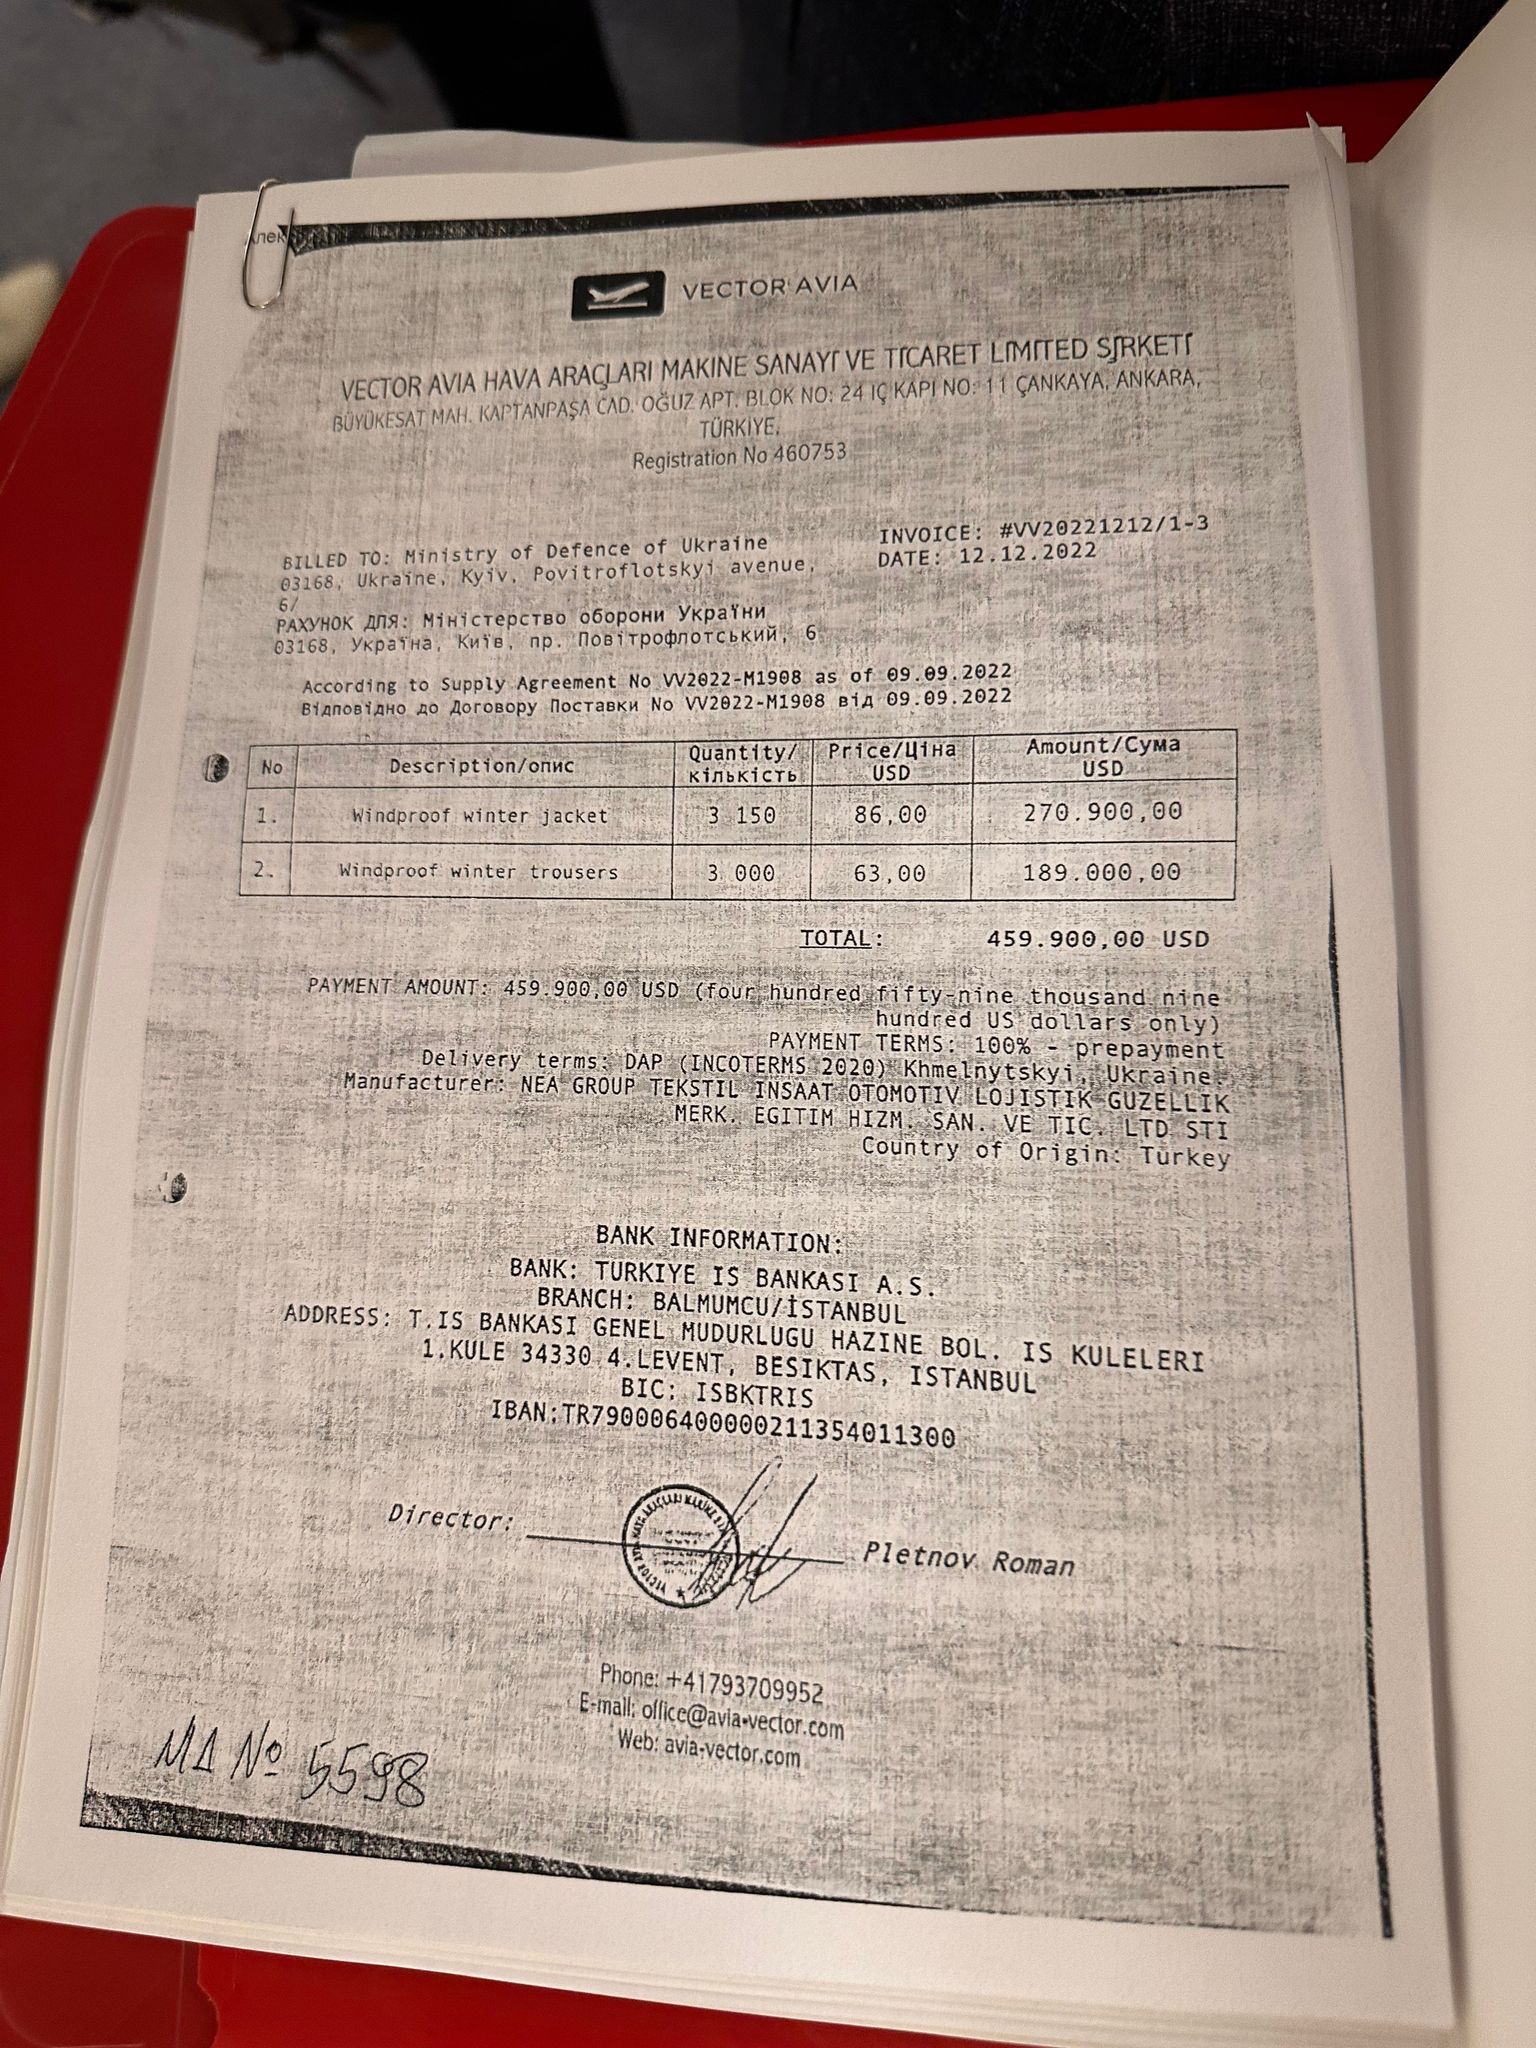 VECTOR AVIA
VECTOR AVIA HAVA ARAÇLARI MAKINE SANAYİ VE TİCARET LİMİTED ŞİRKETİ
BÜYÜKESAT MAH. KAPTANPAŞA CAD. OĞUZ APT. BLOK NO: 24 IÇ KAPI NO: 11 ÇANKAYA, ANKARA,
TÜRKIYE.
Registration No 460753
INVOICE: #VV20221212/1-3
DATE: 12.12.2022
BILLED TO: Ministry of Defence of Ukraine
03168, Ukraine, Kyiv, Povitroflotskyi avenue,
6/
РАХУНОК ДЛЯ: Міністерство оборони України
03168, Україна, Київ, пр. Повітрофлотський, 6
According to Supply Agreement No VV2022-M1908 as of 09.09.2022
Відповідно до Договору Поставки No VV2022-M1908 від 09.09.2022
No Description/опис Quantity/ кількість Price/Ціна USD Amount/Сума USD
1. Windproof winter jacket 3 150 86,00 270.900,00
2. Windproof winter trousers 3 000 63,00 189.000,00
TOTAL: 459.900,00 USD
PAYMENT AMOUNT: 459.900,00 USD (four hundred fifty-nine thousand nine
hundred US dollars only)
PAYMENT TERMS: 100% - prepayment
Delivery terms: DAP (INCOTERMS 2020) Khmelnytskyi, Ukraine.
Manufacturer: NEA GROUP TEKSTIL INSAAT OTOMOTIV LOJISTIK GUZELLIK
MERK. EGITIM HIZM. SAN. VE TIC. LTD STI
Country of Origin: Turkey
BANK INFORMATION:
BANK: TURKIYE IS BANKASI A.S.
BRANCH: BALMUMCU/İSTANBUL
ADDRESS: T.IS BANKASI GENEL MUDURLUGU HAZINE BOL. IS KULELERI
1.KULE 34330 4.LEVENT, BESIKTAS, ISTANBUL
BIC: ISBKTRIS
IBAN:TR790006400000211354011300
Director: Pletnov Roman
Phone: +41793709952
E-mail: office@avia-vector.com
Web: avia-vector.com
МД № 5598